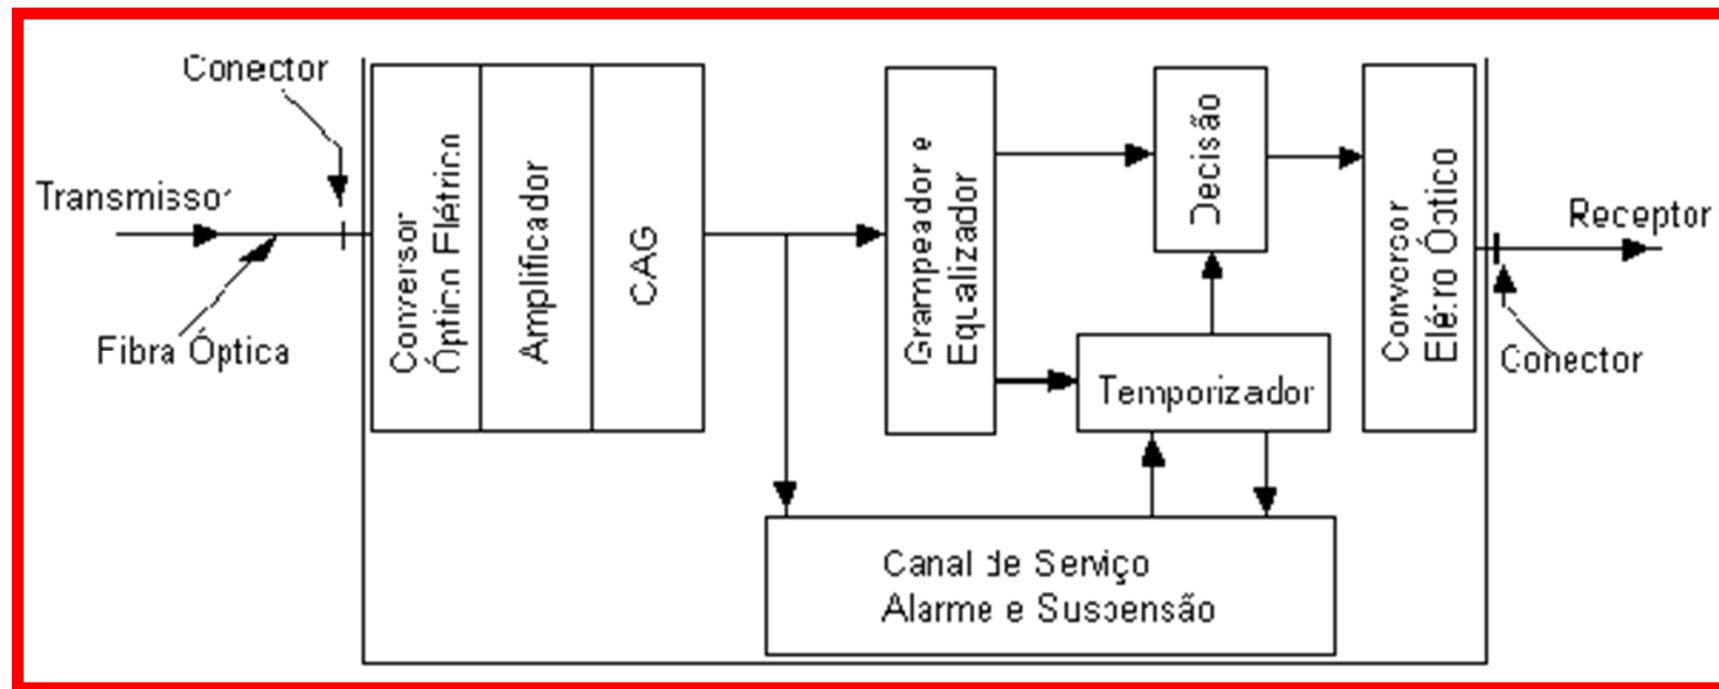 Conector
Transmissor
Fibra Óptica
Conversor
Óptico Elétrico
Amplificador
CAG
Grampeador e
Equalizador
Decisão
Temporizador
Conversor
Elétro Óptico
Receptor
Conector
Canal de Serviço
Alarme e Suspensão